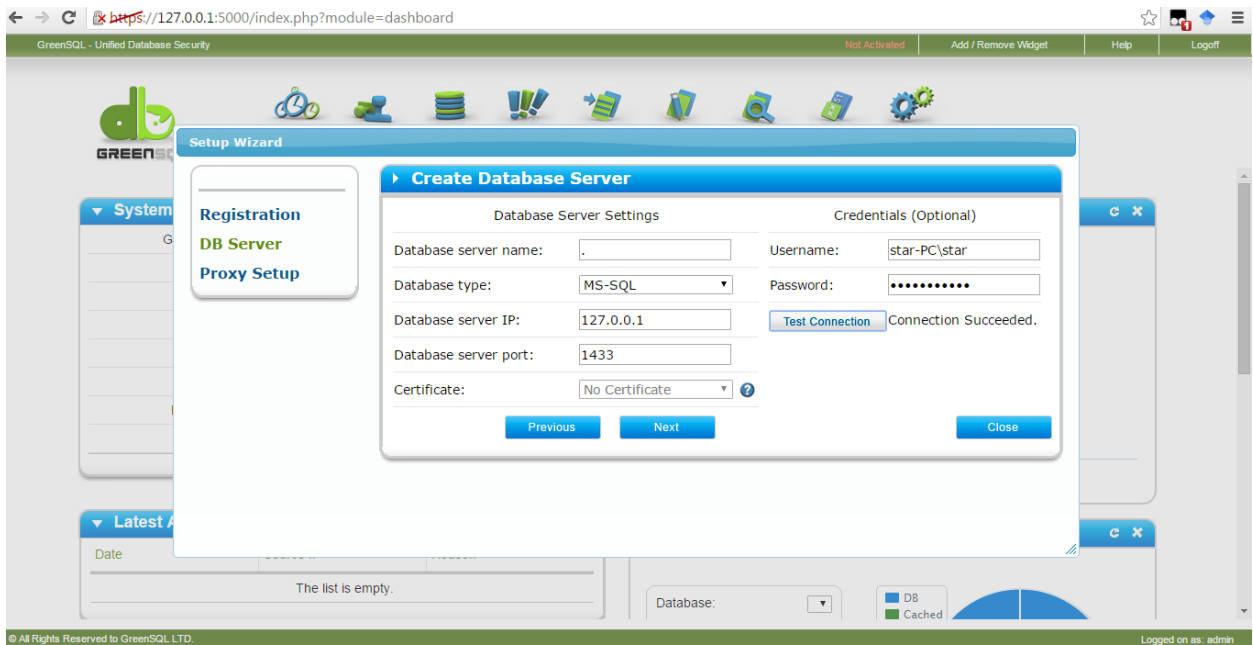 https://127.0.0.1:5000/index.php?module=dashboard
GreenSQL - Unified Database Security
Not Activated
Add / Remove Widget
Help
Logoff
db
Setup Wizard
Registration
DB Server
Proxy Setup
Create Database Server
Database Server Settings
Credentials (Optional)
Database server name: .
Username: star-PC\star
Database type: MS-SQL
Password: •••••••••••
Database server IP: 127.0.0.1
Test Connection Connection Succeeded.
Database server port: 1433
Certificate: No Certificate
Previous
Next
Close
System
Latest
Date
The list is empty.
Database:
DB
Cached
© All Rights Reserved to GreenSQL LTD.
Logged on as: admin